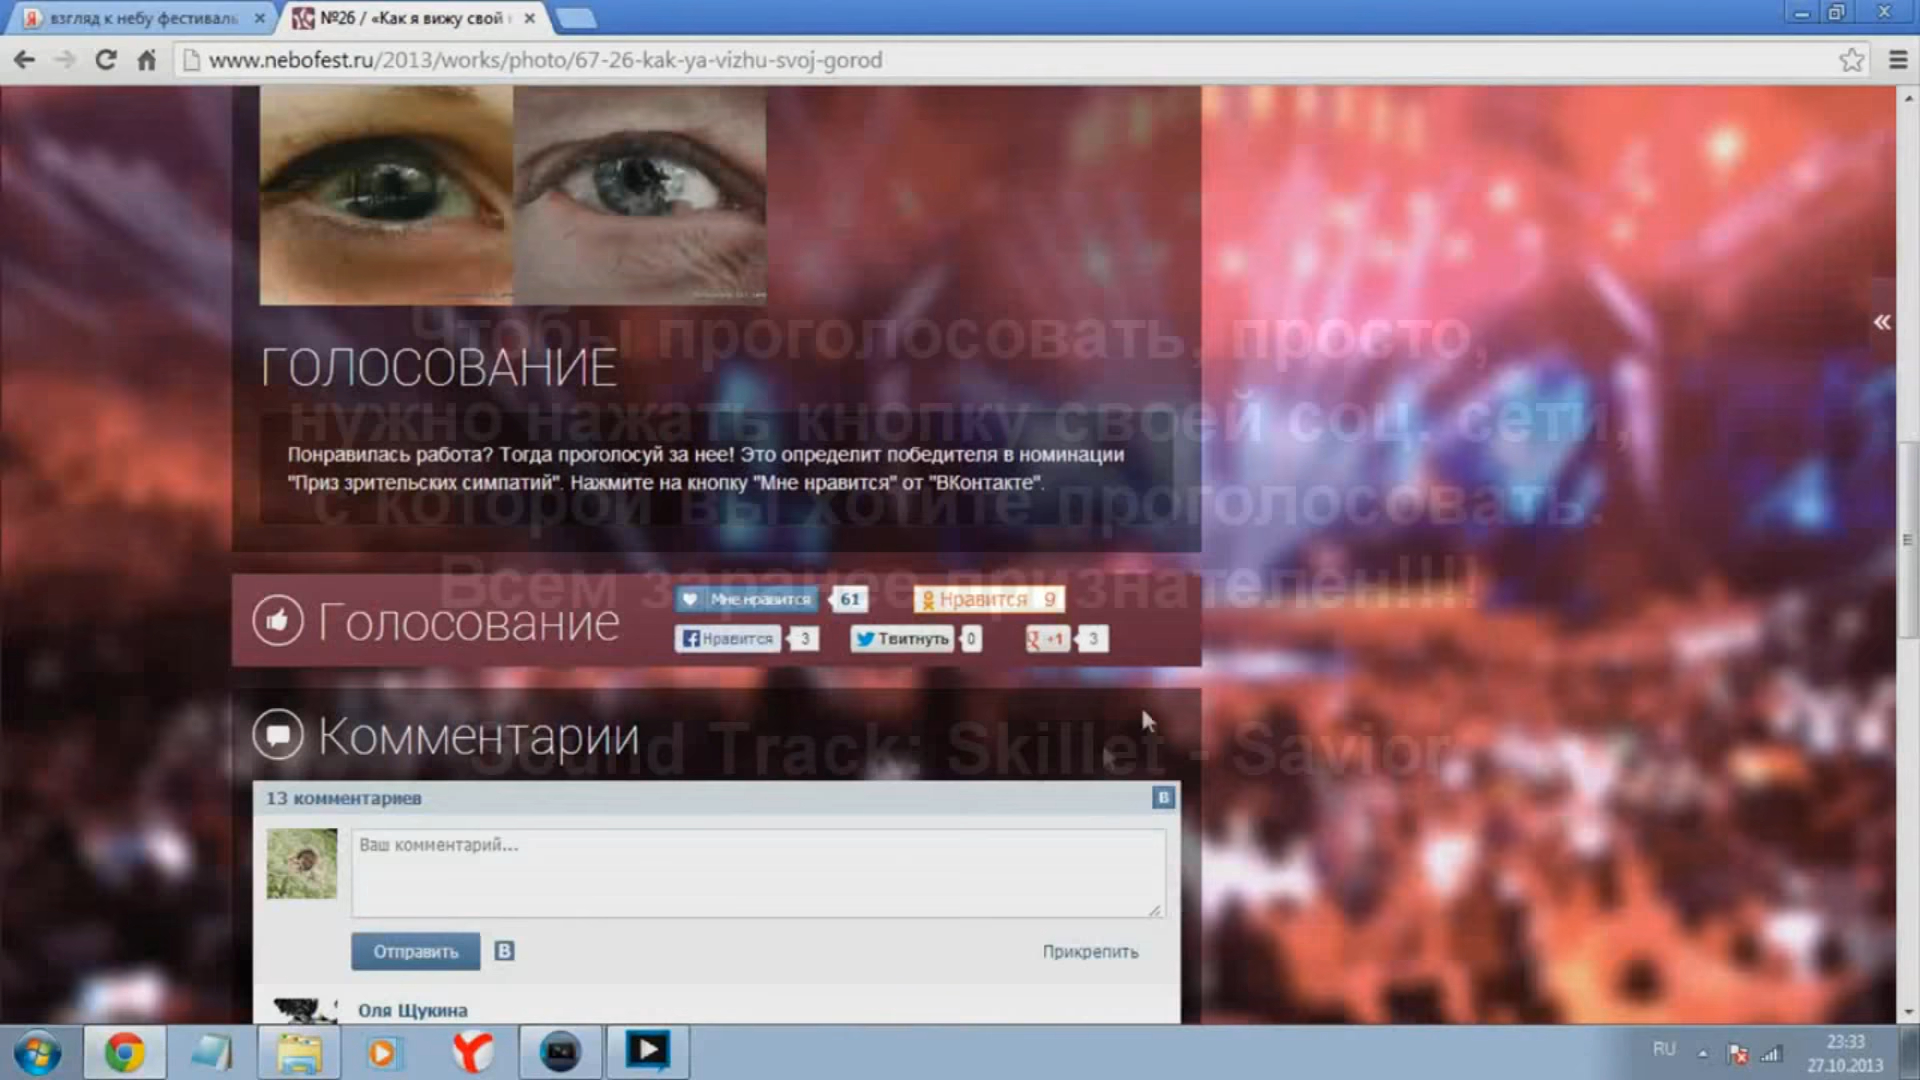 взгляд к небу фестиваль
№26 / «Как я вижу свой
www.nebofest.ru/2013/works/photo/67-26-kak-ya-vizhu-svoj-gorod
Чтобы проголосовать, просто,
нужно нажать кнопку своей соц. сети,
с которой вы хотите проголосовать.
Всем заранее признателен!!!!
Sound Track: Skillet - Savior
ГОЛОСОВАНИЕ
Понравилась работа? Тогда проголосуй за нее! Это определит победителя в номинации
"Приз зрительских симпатий". Нажмите на кнопку "Мне нравится" от "ВКонтакте".
Голосование
Мне нравится 61 Нравится 9
Нравится 3 Твитнуть 0 g +1 3
Комментарии
13 комментариев B
Ваш комментарий...
Отправить B Прикрепить
Оля Щукина
RU 23:33
27.10.2013